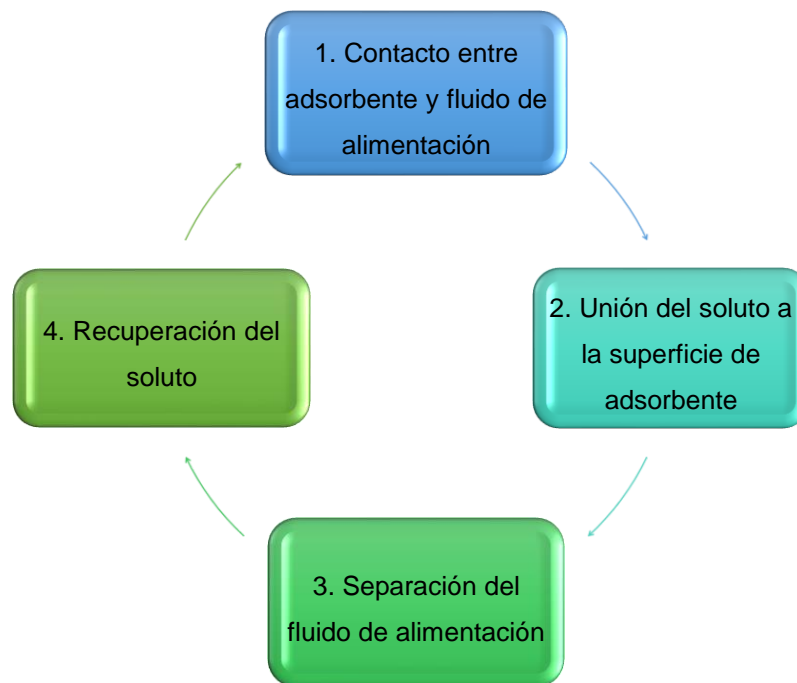 1. Contacto entre
adsorbente y fluido de
alimentación
2. Unión del soluto a
la superficie de
adsorbente
3. Separación del
fluido de alimentación
4. Recuperación del
soluto